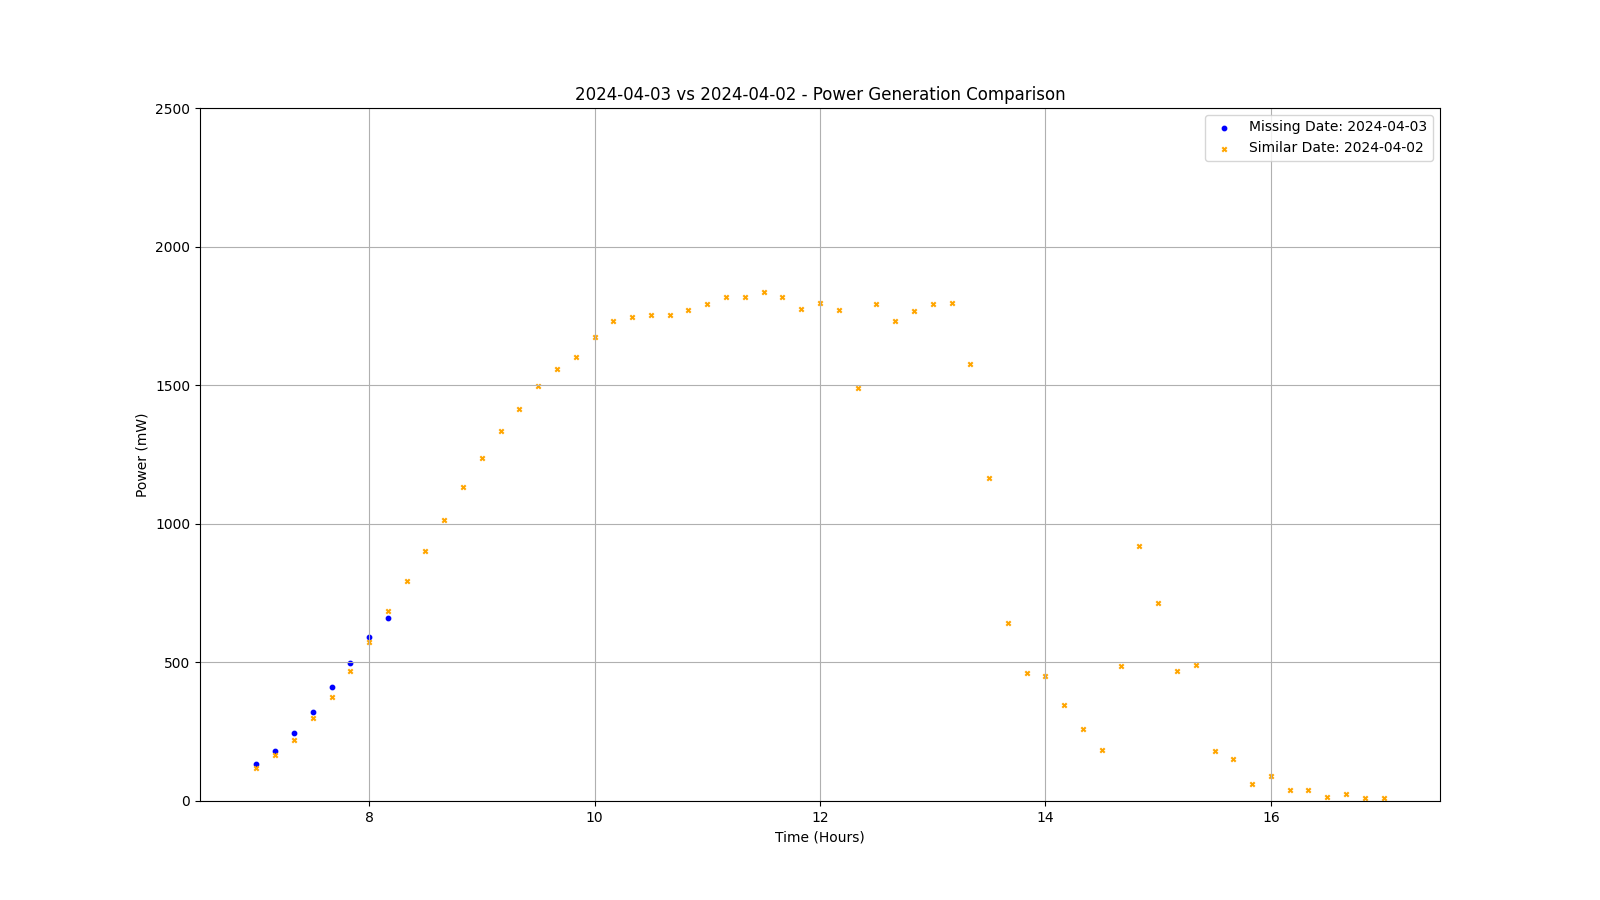 2024-04-03 vs 2024-04-02 - Power Generation Comparison
Missing Date: 2024-04-03
Similar Date: 2024-04-02
Power (mW)
2500
2000
1500
1000
500
0
8 10 12 14 16
Time (Hours)